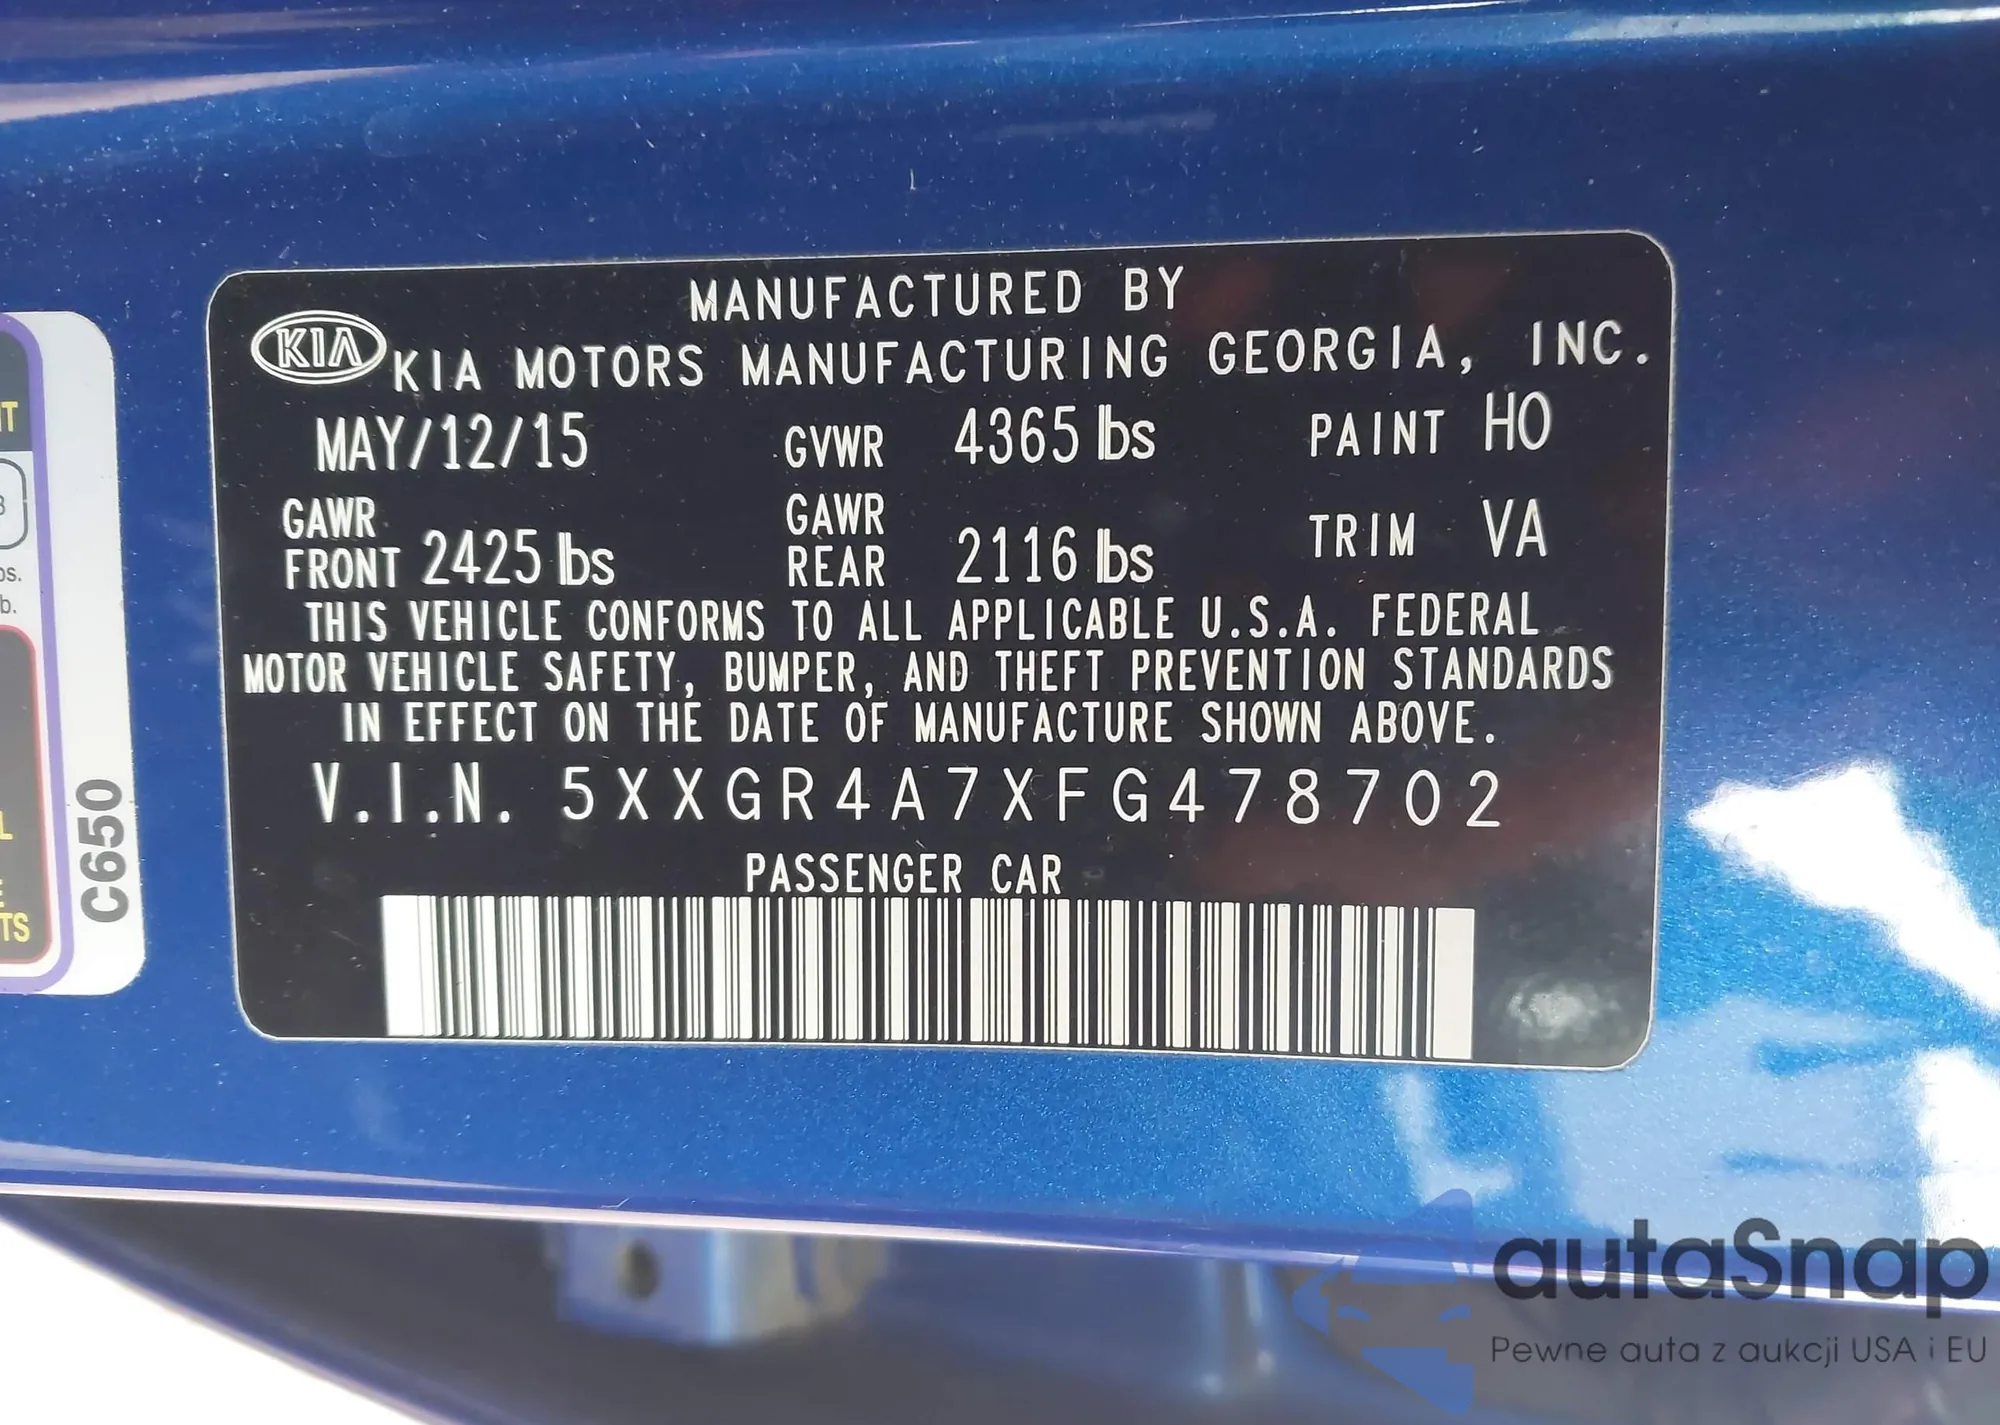 MANUFACTURED BY
KIA KIA MOTORS MANUFACTURING GEORGIA, INC.
MAY/12/15 GVWR 4365 lbs PAINT HO
GAWR FRONT 2425 lbs GAWR REAR 2116 lbs TRIM VA
THIS VEHICLE CONFORMS TO ALL APPLICABLE U.S.A. FEDERAL
MOTOR VEHICLE SAFETY, BUMPER, AND THEFT PREVENTION STANDARDS
IN EFFECT ON THE DATE OF MANUFACTURE SHOWN ABOVE.
V.I.N. 5XXGR4A7XFG478702
PASSENGER CAR
C650
autaSnap
Pewne auta z aukcji USA i EU